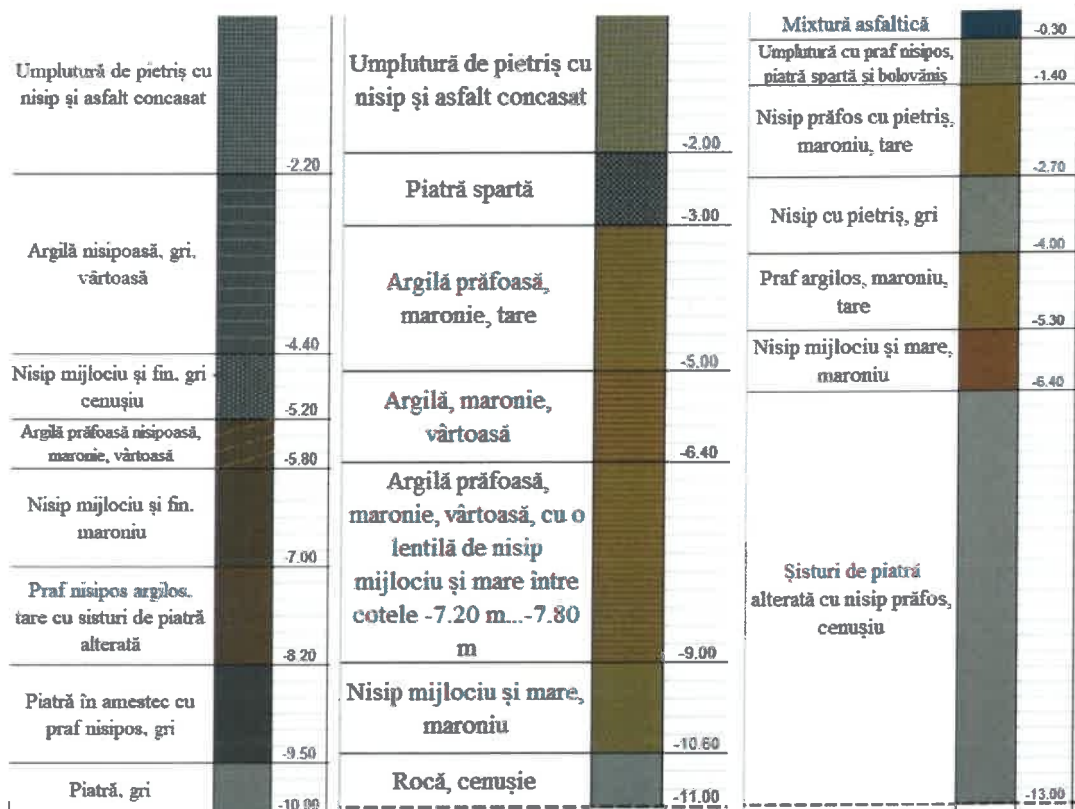 Umplutură de pietriș cu
nisip și asfalt concasat
-2.20
Argilă nisipoasă, gri,
vârtoasă
-4.40
Nisip mijlociu și fin, gri
cenușiu
-5.20
Argilă prăfoasă nisipoasă,
maronie, vârtoasă
-5.80
Nisip mijlociu și fin.
maroniu
-7.00
Praf nisipos argilos.
tare cu sisturi de piatră
alterată
-8.20
Piatră în amestec cu
praf nisipos, gri
-9.50
Piatră, gri
-10.00
Umplutură de pietriș cu
nisip și asfalt concasat
-2.00
Piatră spartă
-3.00
Argilă prăfoasă,
maronie, tare
-5.00
Argilă, maronie,
vârtoasă
-6.40
Argilă prăfoasă,
maronie, vârtoasă, cu o
lentilă de nisip
mijlociu și mare intre
cotele -7.20 m...-7.80
m
-9.00
Nisip mijlociu și mare,
maroniu
-10.60
Rocă, cenușie
-11.00
Mixtură asfaltică
-0.30
Umplutură cu praf nisipos,
piatră spartă si bolovăniș
-1.40
Nisip prăfos cu pietriș,
maroniu, tare
-2.70
Nisip cu pietriș, gri
-4.00
Praf argilos, maroniu,
tare
-5.30
Nisip mijlociu și mare,
maroniu
-6.40
Șisturi de piatră
alterată cu nisip prăfos,
cenușiu
-13.00